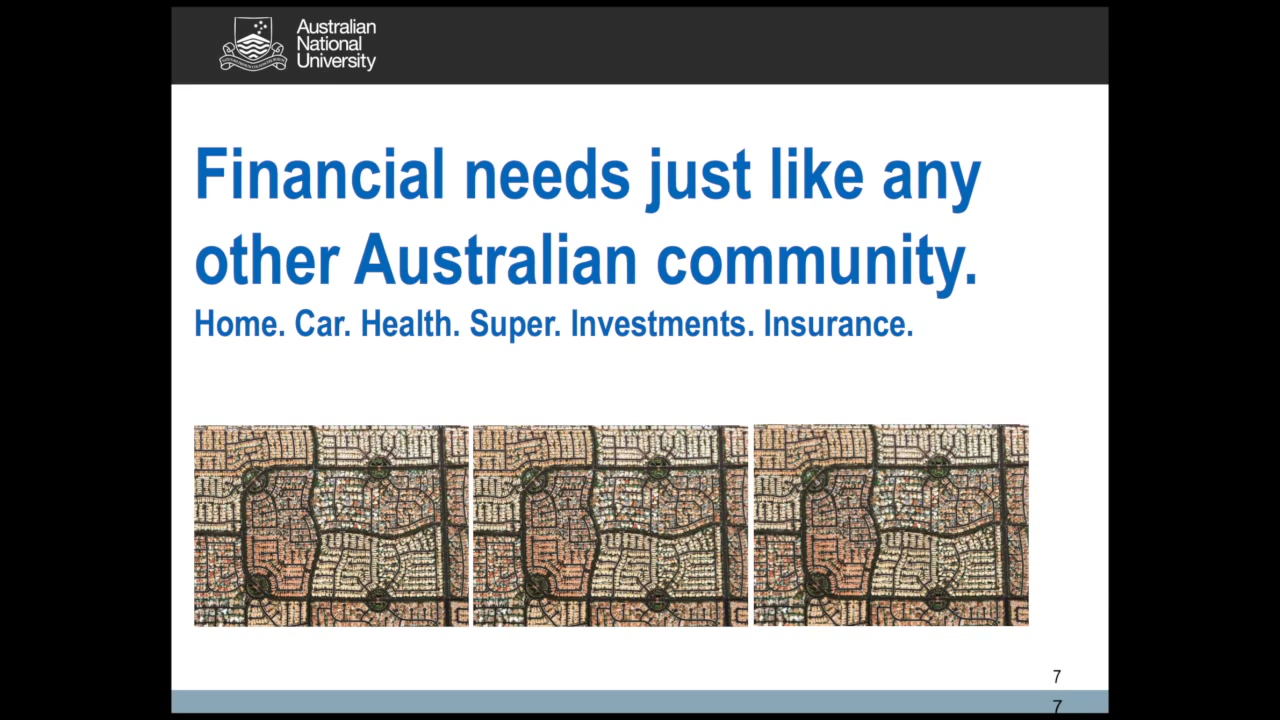 Australian
National
University
Financial needs just like any
other Australian community.
Home. Car. Health. Super. Investments. Insurance.
7
7